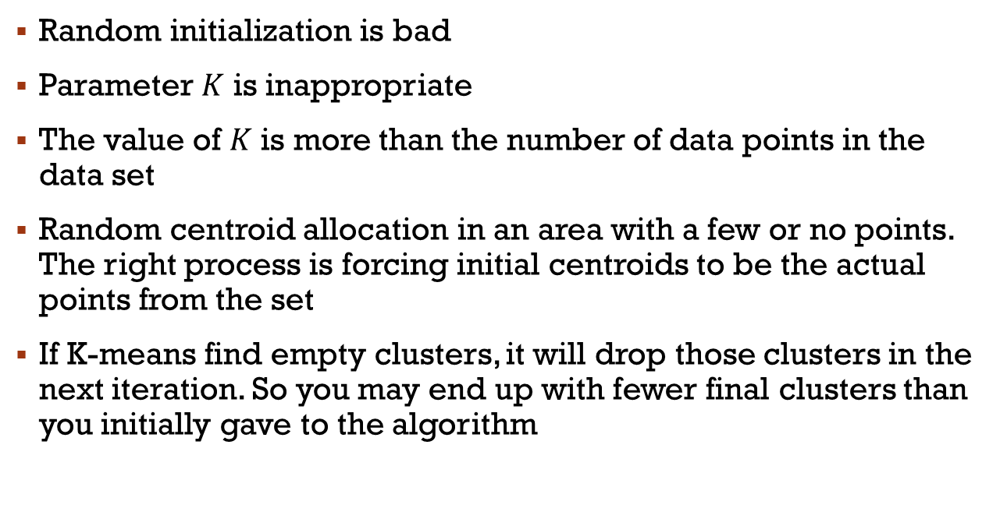 ▪ Random initialization is bad
▪ Parameter K is inappropriate
▪ The value of K is more than the number of data points in the
data set
▪ Random centroid allocation in an area with a few or no points.
The right process is forcing initial centroids to be the actual
points from the set
▪ If K-means find empty clusters, it will drop those clusters in the
next iteration. So you may end up with fewer final clusters than
you initially gave to the algorithm